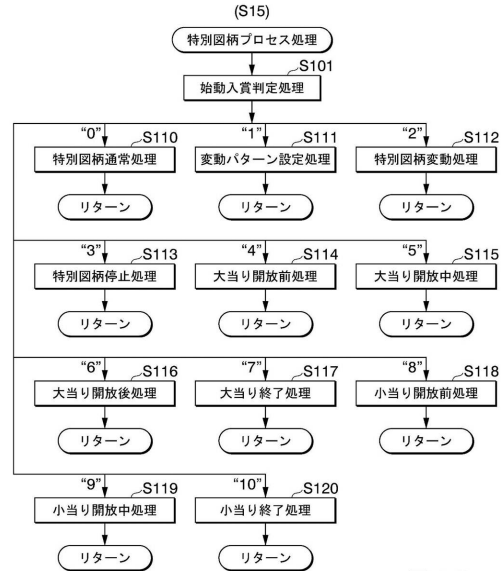 (S15)
特別図柄プロセス処理
S101
始動入賞判定処理
“0” S110 “1” S111 “2” S112
特別図柄通常処理 変動パターン設定処理 特別図柄変動処理
リターン リターン リターン
“3” S113 “4” S114 “5” S115
特別図柄停止処理 大当り開放前処理 大当り開放中処理
リターン リターン リターン
“6” S116 “7” S117 “8” S118
大当り開放後処理 大当り終了処理 小当り開放前処理
リターン リターン リターン
“9” S119 “10” S120
小当り開放中処理 小当り終了処理
リターン リターン